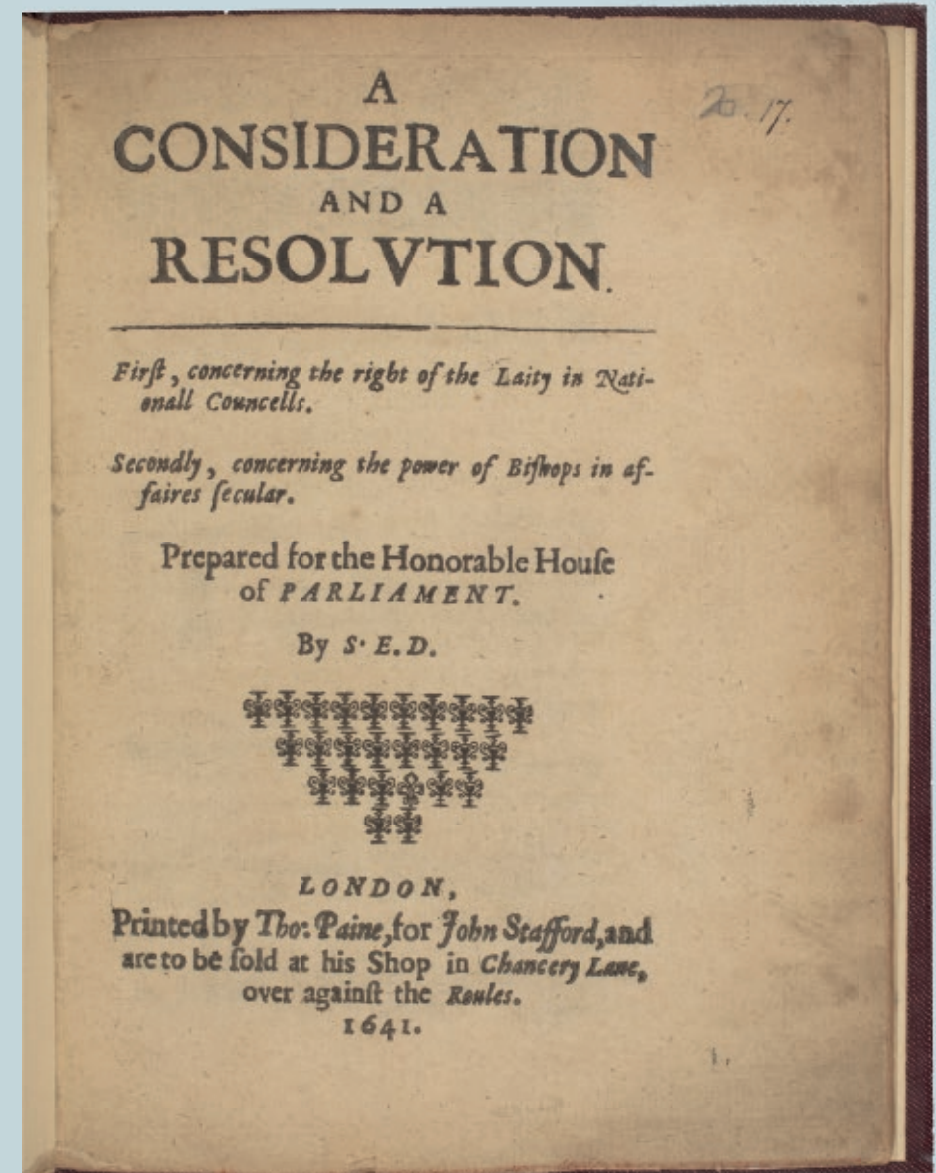 A
CONSIDERATION
AND A
RESOLVTION.
Firſt, concerning the right of the Laity in Nati-
onall Councells.
Secondly, concerning the power of Biſhops in af-
faires ſecular.
Prepared for the Honorable Houſe
of PARLIAMENT.
By S. E. D.
LONDON,
Printed by Tho: Paine, for John Stafford, and
are to be ſold at his Shop in Chancery Lane,
over againſt the Roules.
1641.
17.